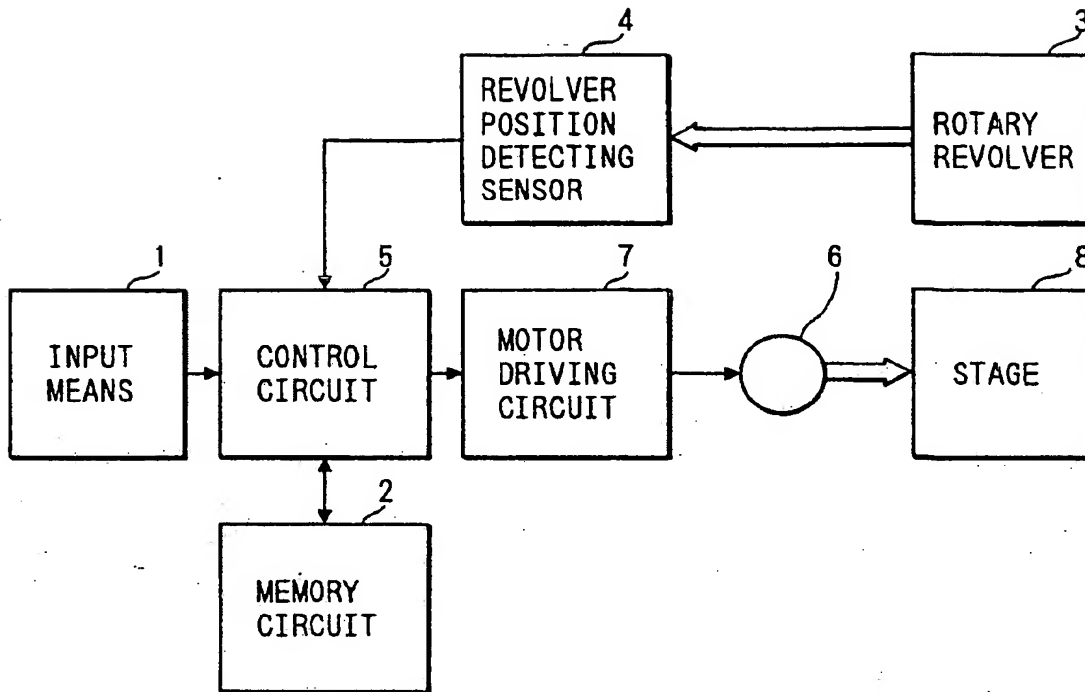 4
3
REVOLVER
POSITION
DETECTING
SENSOR
ROTARY
REVOLVER
1
5
7
6
8
INPUT
MEANS
CONTROL
CIRCUIT
MOTOR
DRIVING
CIRCUIT
STAGE
2
MEMORY
CIRCUIT